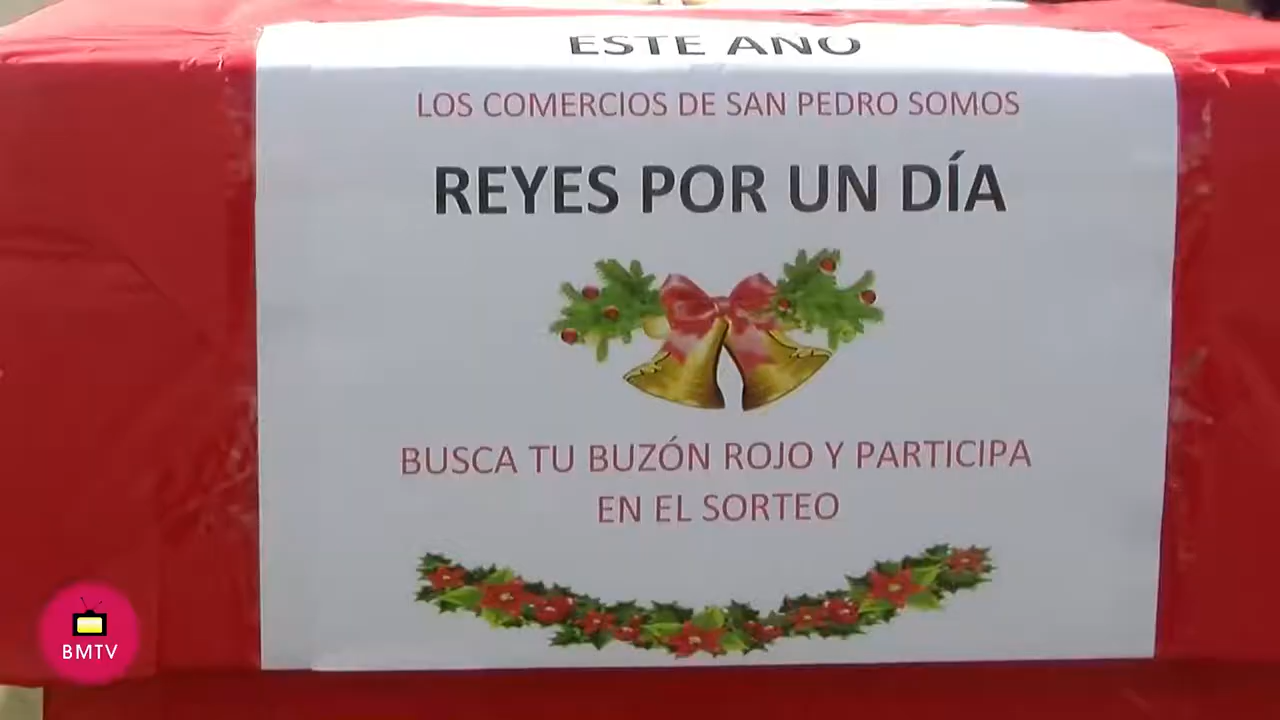 ESTE AÑO
LOS COMERCIOS DE SAN PEDRO SOMOS
REYES POR UN DÍA
BUSCA TU BUZÓN ROJO Y PARTICIPA
EN EL SORTEO
BMTV